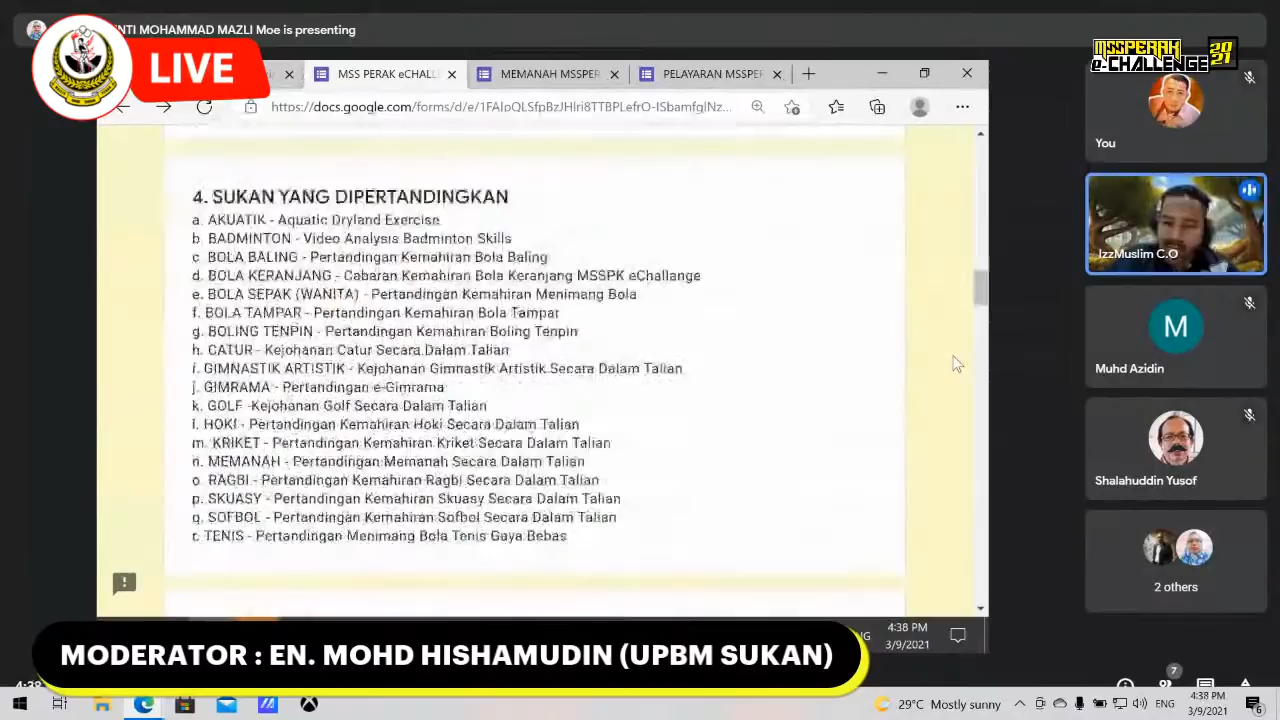 ENTI MOHAMMAD MAZLI Moe is presenting
LIVE
MSSPERAK
e-CHALLENGE
2021
MSS PERAK eCHALL
MEMANAH MSSPER
PELAYARAN MSSPER
https://docs.google.com/forms/d/e/1FAIpQLSfpBzJHlri8TTBPLefrO-ISbamfglNz...
4. SUKAN YANG DIPERTANDINGKAN
a. AKUATIK - Aquatic Dryland Exercise
b. BADMINTON - Video Analysis Badminton Skills
c. BOLA BALING - Pertandingan Kemahiran Bola Baling
d. BOLA KERANJANG - Cabaran Kemahiran Bola Keranjang MSSPK eChallange
e. BOLA SEPAK (WANITA) - Pertandingan Kemahiran Menimang Bola
f. BOLA TAMPAR - Pertandingan Kemahiran Bola Tampar
g. BOLING TENPIN - Pertandingan Kemahiran Boling Tenpin
h. CATUR - Kejohanan Catur Secara Dalam Talian
i. GIMNASTIK ARTISTIK - Kejohanan Gimnastik Artistik Secara Dalam Talian
j. GIMRAMA - Pertandingan e-Gimrama
k. GOLF -Kejohanan Golf Secara Dalam Talian
l. HOKI - Pertandingan Kemahiran Hoki Secara Dalam Talian
m. KRIKET - Pertandingan Kemahiran Kriket Secara Dalam Talian
n. MEMANAH - Pertandingan Memanah Secara Dalam Talian
o. RAGBI - Pertandingan Kemahiran Ragbi Secara Dalam Talian
p. SKUASY - Pertandingan Kemahiran Skuasy Secara Dalam Talian
q. SOFBOL - Pertandingan Kemahiran Sofbol Secara Dalam Talian
r. TENIS - Pertandingan Menimang Bola Tenis Gaya Bebas
You
IzzMuslim C.O
M
Muhd Azidin
Shalahuddin Yusof
2 others
4:38 PM
3/9/2021
MODERATOR : EN. MOHD HISHAMUDIN (UPBM SUKAN)
7
29°C Mostly sunny
ENG
4:38 PM
3/9/2021
6